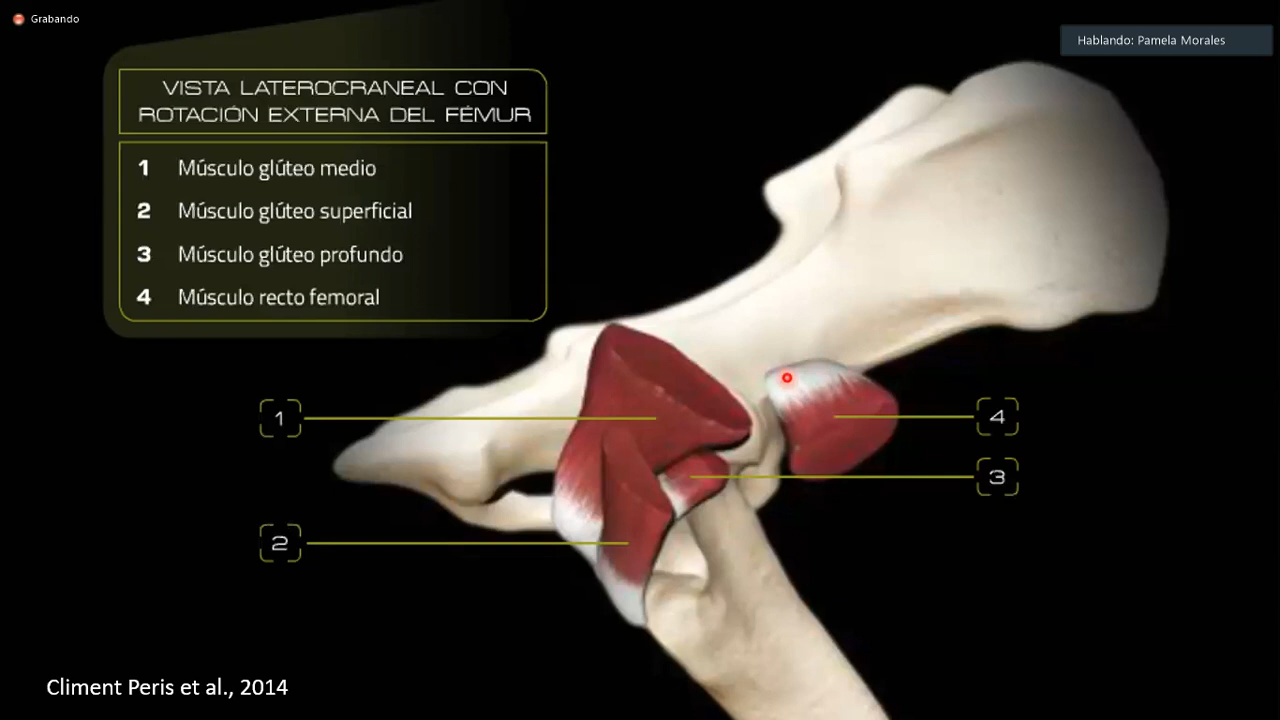 Grabando
Hablando: Pamela Morales
VISTA LATEROCRANEAL CON
ROTACIÓN EXTERNA DEL FÉMUR
1 Músculo glúteo medio
2 Músculo glúteo superficial
3 Músculo glúteo profundo
4 Músculo recto femoral
1
4
3
2
Climent Peris et al., 2014